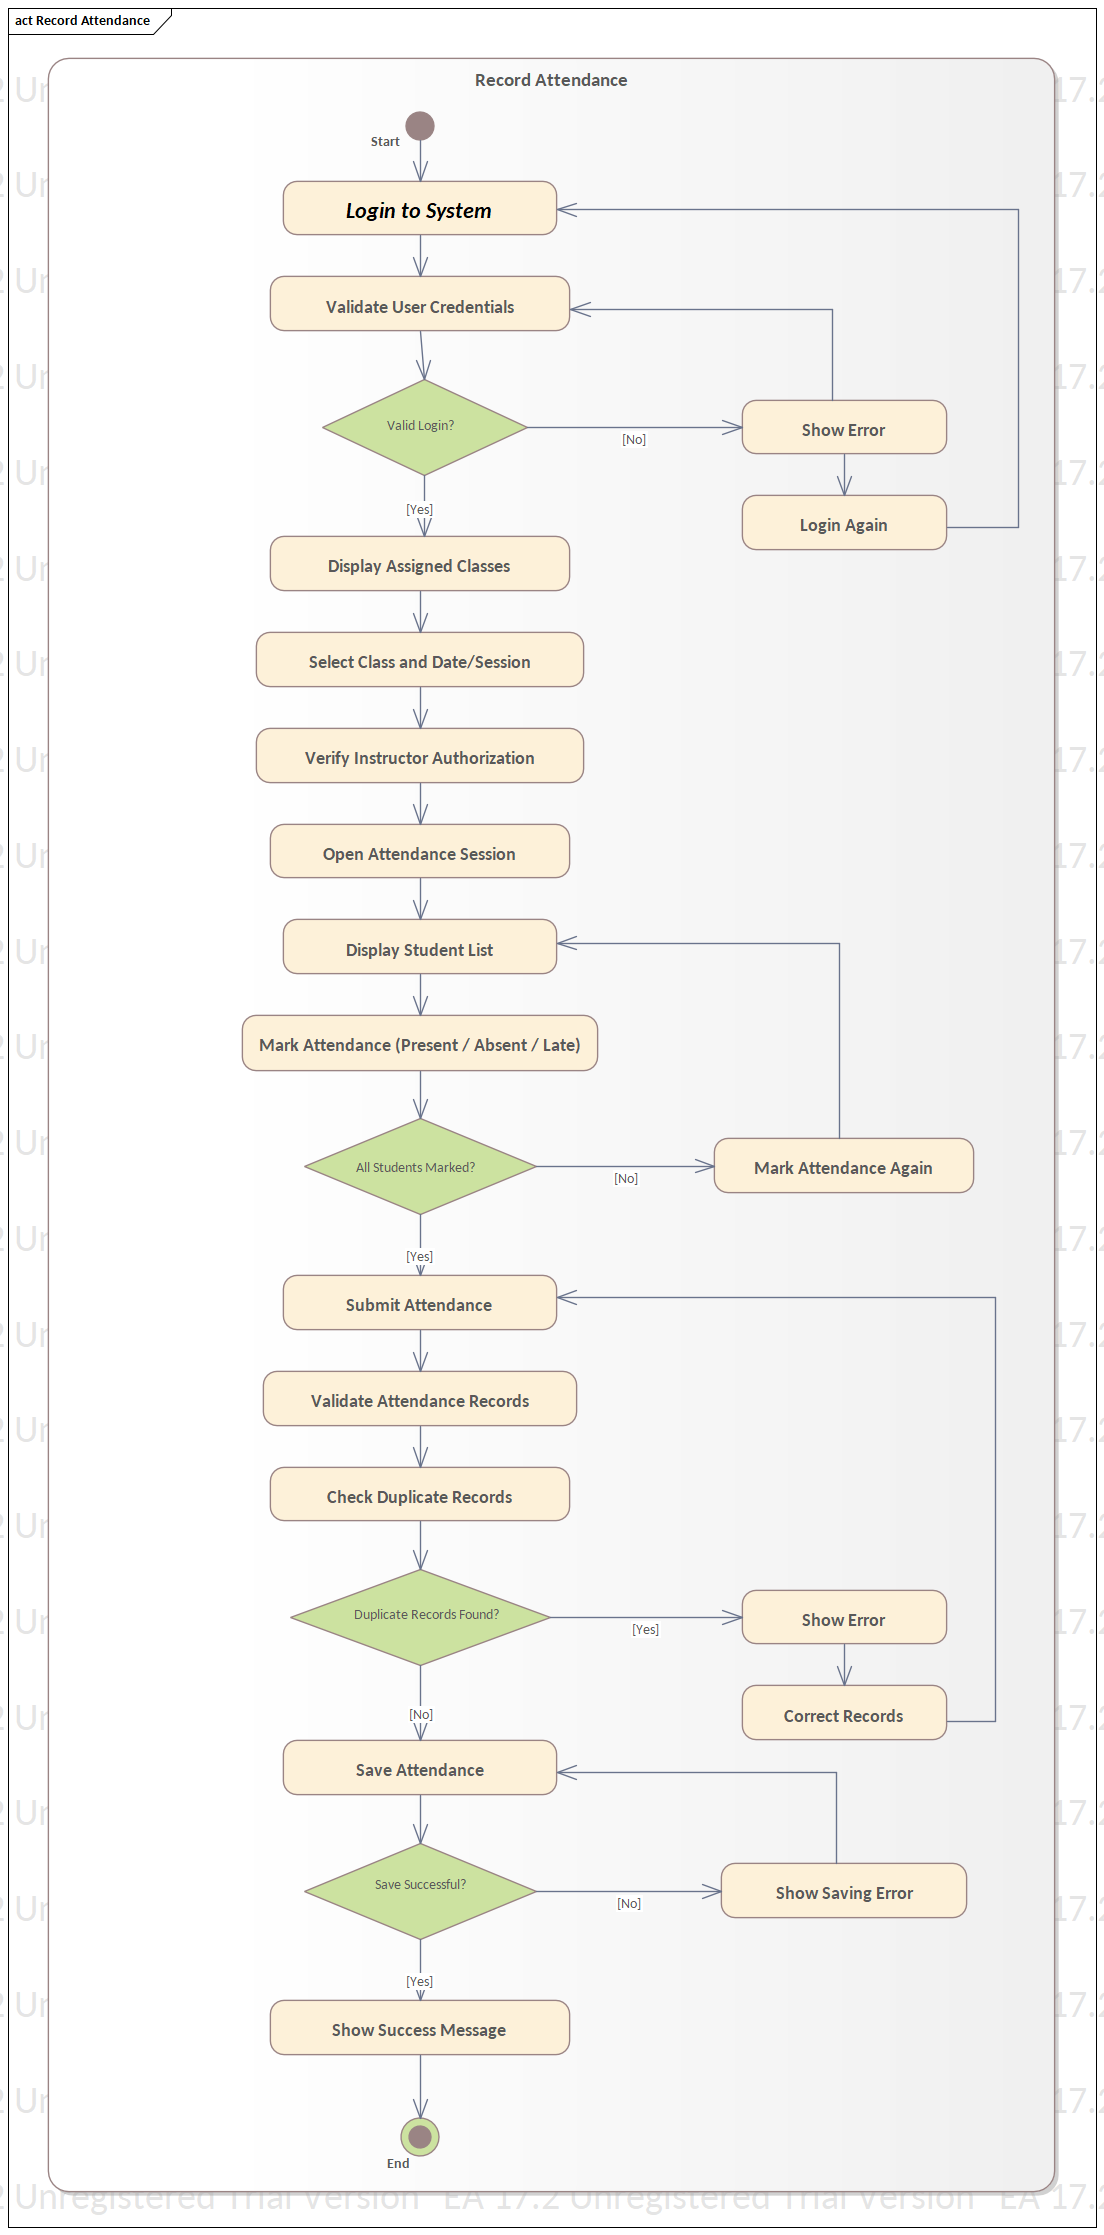 act Record Attendance
Record Attendance
Start
Login to System
Validate User Credentials
Valid Login?
[No]
Show Error
[Yes]
Login Again
Display Assigned Classes
Select Class and Date/Session
Verify Instructor Authorization
Open Attendance Session
Display Student List
Mark Attendance (Present / Absent / Late)
All Students Marked?
[No]
Mark Attendance Again
[Yes]
Submit Attendance
Validate Attendance Records
Check Duplicate Records
Duplicate Records Found?
[Yes]
Show Error
[No]
Correct Records
Save Attendance
Save Successful?
[No]
Show Saving Error
[Yes]
Show Success Message
End
2 Unregistered Trial Version EA 17.2 Unregistered Trial Version EA 17.2